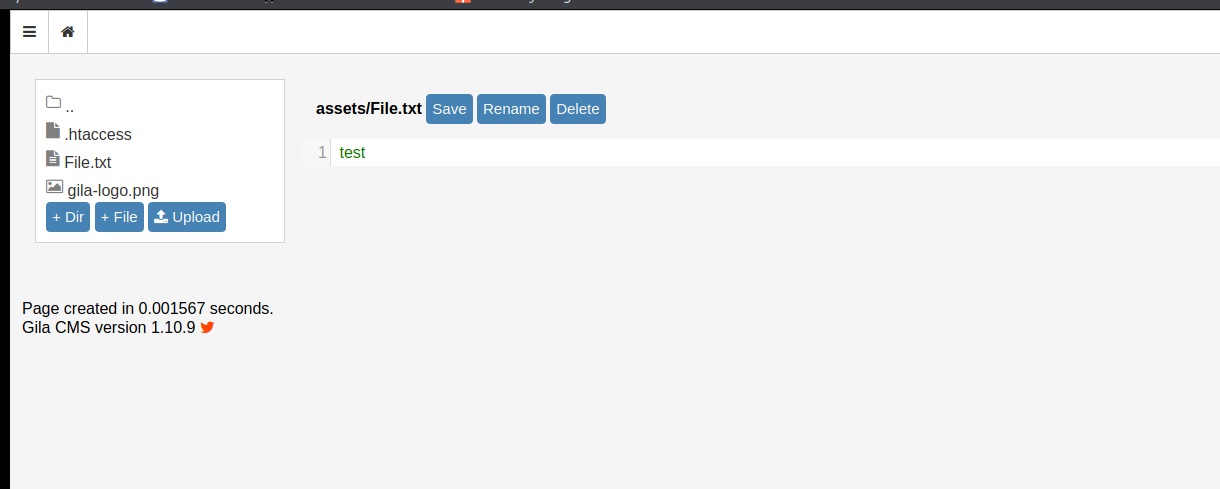 ..
.htaccess
File.txt
gila-logo.png
+ Dir + File Upload
assets/File.txt Save Rename Delete
1 test
Page created in 0.001567 seconds.
Gila CMS version 1.10.9